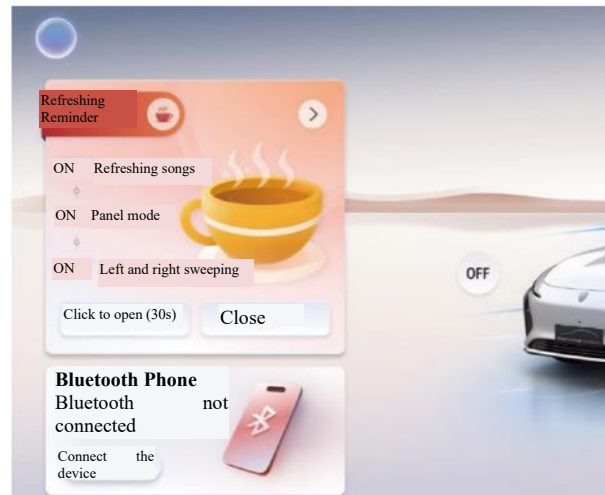 Refreshing
Reminder
ON Refreshing songs
ON Panel mode
ON Left and right sweeping
Click to open (30s)
Close
OFF
Bluetooth Phone
Bluetooth not
connected
Connect the
device